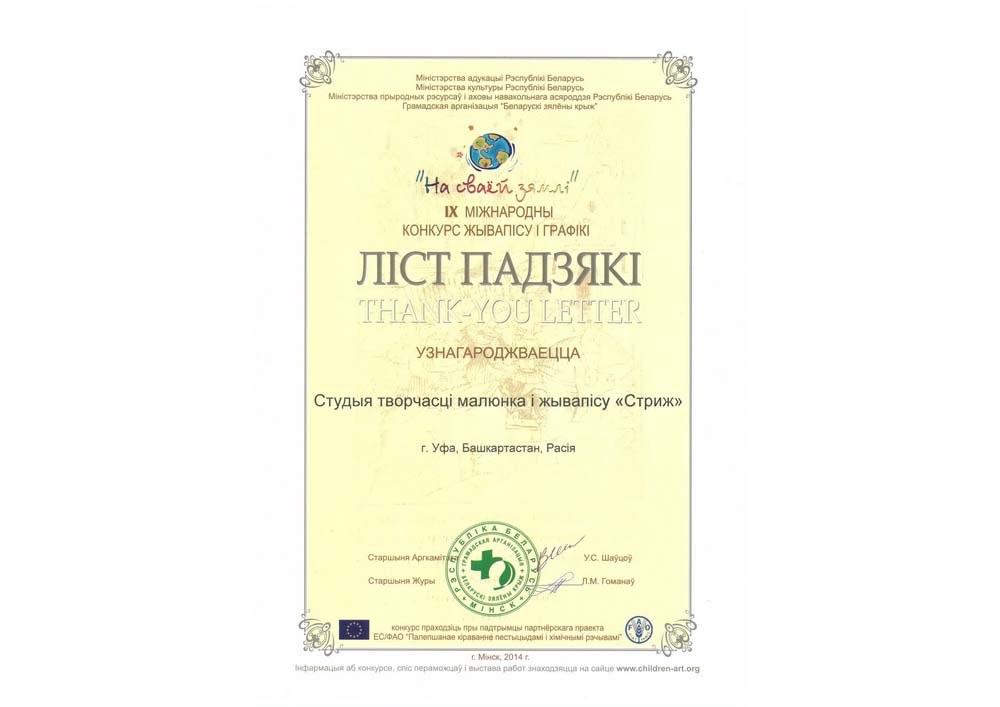 Міністэрства адукацыі Рэспублікі Беларусь
Міністэрства культуры Рэспублікі Беларусь
Міністэрства прыродных рэсурсаў і аховы навакольнага асяроддзя Рэспублікі Беларусь
Грамадская арганізацыя "Беларускі зялёны крыж"
"На сваёй зямлі"
IX МІЖНАРОДНЫ
КОНКУРС ЖЫВАПІСУ І ГРАФІКІ
ЛІСТ ПАДЗЯКІ
THANK-YOU LETTER
УЗНАГАРОДЖВАЕЦЦА
Студыя творчасці малюнка і жывапісу «Стриж»
г. Уфа, Башкартастан, Расія
РЭСПУБЛІКА БЕЛАРУСЬ
ГРАМАДСКАЯ АРГАНІЗАЦЫЯ
БЕЛАРУСКІ ЗЯЛЁНЫ КРЫЖ
МІНСК
Старшыня У.С. Шаўцоў
Старшыня Журы Л.М. Гоманаў
конкурс праходзіць пры падтрымцы партнёрскага праекта
ЕС/ФАО "Палепшанае кіраванне пестыцыдамі і хімічнымі рэчывамі"
г. Мінск, 2014 г.
Інфармацыя аб конкурсе, спіс пераможцаў і выстава работ знаходзяцца на сайце www.children-art.org